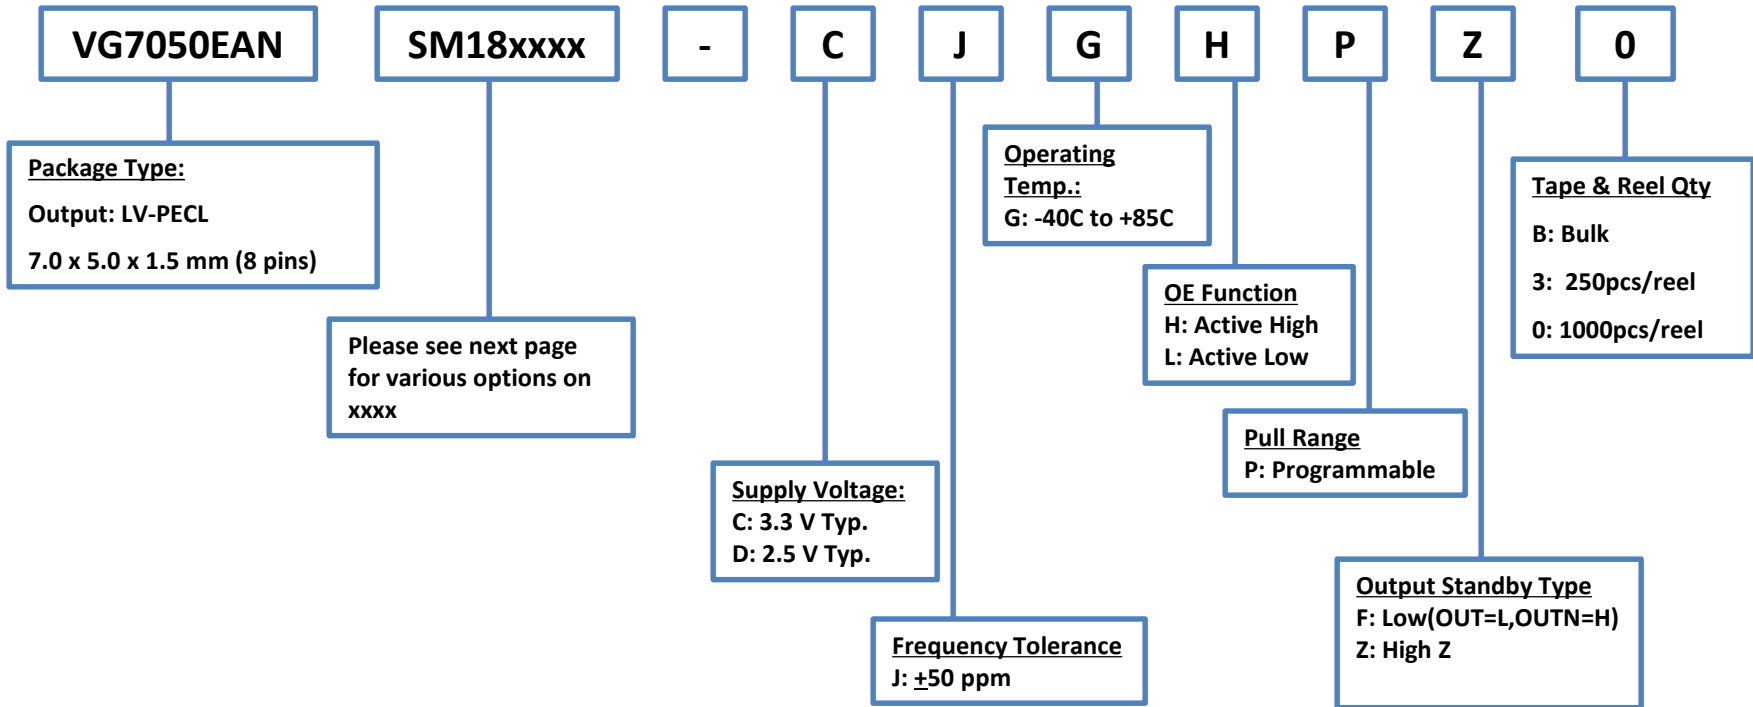 VG7050EAN SM18xxxx - C J G H P Z 0
Package Type:
Output: LV-PECL
7.0 x 5.0 x 1.5 mm (8 pins)
Please see next page
for various options on
xxxx
Supply Voltage:
C: 3.3 V Typ.
D: 2.5 V Typ.
Frequency Tolerance
J: ±50 ppm
Operating
Temp.:
G: -40C to +85C
OE Function
H: Active High
L: Active Low
Pull Range
P: Programmable
Output Standby Type
F: Low(OUT=L,OUTN=H)
Z: High Z
Tape & Reel Qty
B: Bulk
3: 250pcs/reel
0: 1000pcs/reel